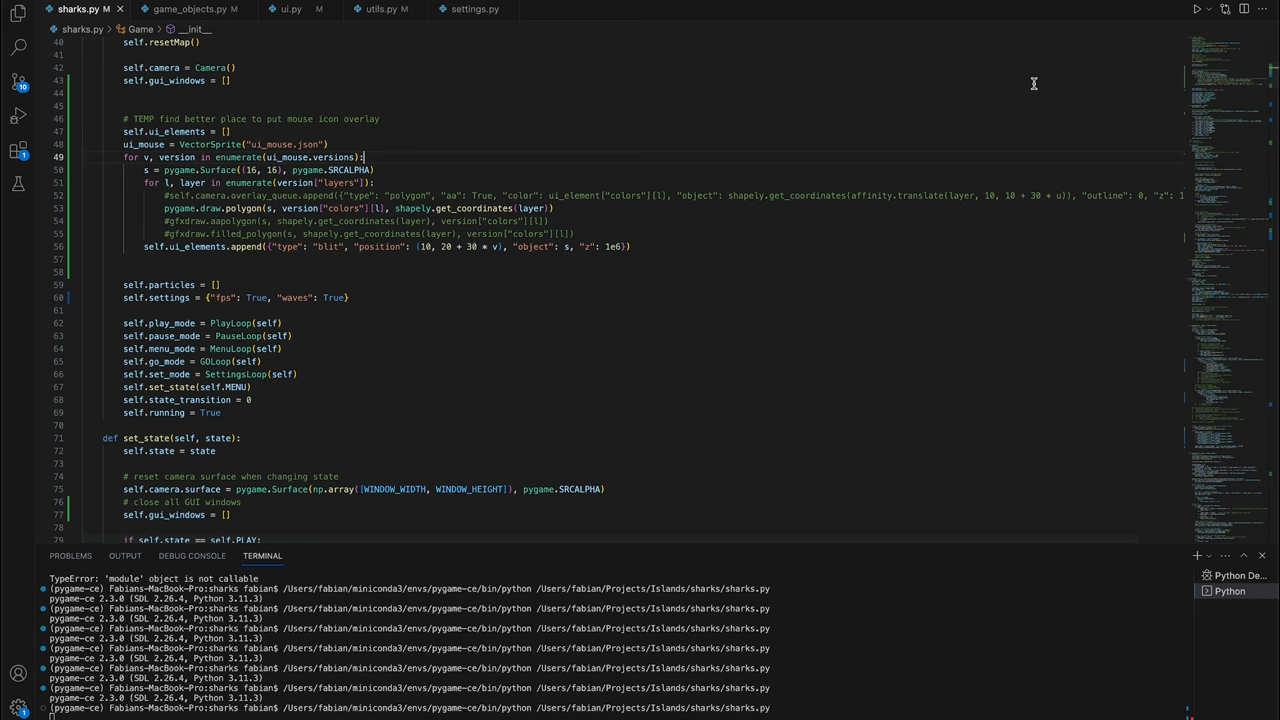 sharks.py M
game_objects.py M
ui.py M
utils.py M
settings.py
sharks.py > Game > __init__
40 self.resetMap()
41
42 self.camera = Camera()
43 self.gui_windows = []
44
45
46 # TEMP find better place to put mouse icon overlay
47 self.ui_elements = []
48 ui_mouse = VectorSprite("ui_mouse.json")
49 for v, version in enumerate(ui_mouse.versions):
50 s = pygame.Surface((16, 16), pygame.SRCALPHA)
51 for l, layer in enumerate(version["layers"]):
52 #self.camera.overlay_queue.append({"type": "polygon", "aa": True, "color": ui_element["colors"][l], "object": shapely.get_coordinates(affinity.translate(layer, 10, 10 + 30 * u)), "outline": 0, "z": 1
53 pygame.draw.polygon(s, version["colors"][l], shapely.get_coordinates(layer))
54 #gfxdraw.aapolygon(s, shapely.get_coordinates(layer), version["colors"][l])
55 #gfxdraw.filled_polygon(s, shapely.get_coordinates(layer), version["colors"][l])
56 self.ui_elements.append({"type": "blit", "position": (10, 20 + 30 * v), "object": s, "z": 1e6})
57
58
59 self.particles = []
60 self.settings = {"fps": True, "waves": True}
61
62 self.play_mode = PlayLoop(self)
63 self.pause_mode = PauseLoop(self)
64 self.menu_mode = MenuLoop(self)
65 self.go_mode = GOLoop(self)
66 self.set_mode = SettingsLoop(self)
67 self.set_state(self.MENU)
68 self.state_transition = 0
69 self.running = True
70
71 def set_state(self, state):
72 self.state = state
73
74 # reset camera surface when changing state
75 self.camera.surface = pygame.Surface(np.array([WINDOW_WIDTH, WINDOW_HEIGHT]), pygame.SRCALPHA)
76 # close all GUI windows
77 self.gui_windows = []
78
79 if self.state == self.PLAY:
10
1
1
PROBLEMS OUTPUT DEBUG CONSOLE TERMINAL
TypeError: 'module' object is not callable
(pygame-ce) Fabians-MacBook-Pro:sharks fabian$ /Users/fabian/miniconda3/envs/pygame-ce/bin/python /Users/fabian/Projects/Islands/sharks/sharks.py
pygame-ce 2.3.0 (SDL 2.26.4, Python 3.11.3)
(pygame-ce) Fabians-MacBook-Pro:sharks fabian$ /Users/fabian/miniconda3/envs/pygame-ce/bin/python /Users/fabian/Projects/Islands/sharks/sharks.py
pygame-ce 2.3.0 (SDL 2.26.4, Python 3.11.3)
(pygame-ce) Fabians-MacBook-Pro:sharks fabian$ /Users/fabian/miniconda3/envs/pygame-ce/bin/python /Users/fabian/Projects/Islands/sharks/sharks.py
pygame-ce 2.3.0 (SDL 2.26.4, Python 3.11.3)
(pygame-ce) Fabians-MacBook-Pro:sharks fabian$ /Users/fabian/miniconda3/envs/pygame-ce/bin/python /Users/fabian/Projects/Islands/sharks/sharks.py
pygame-ce 2.3.0 (SDL 2.26.4, Python 3.11.3)
(pygame-ce) Fabians-MacBook-Pro:sharks fabian$ /Users/fabian/miniconda3/envs/pygame-ce/bin/python /Users/fabian/Projects/Islands/sharks/sharks.py
pygame-ce 2.3.0 (SDL 2.26.4, Python 3.11.3)
(pygame-ce) Fabians-MacBook-Pro:sharks fabian$ /Users/fabian/miniconda3/envs/pygame-ce/bin/python /Users/fabian/Projects/Islands/sharks/sharks.py
pygame-ce 2.3.0 (SDL 2.26.4, Python 3.11.3)
(pygame-ce) Fabians-MacBook-Pro:sharks fabian$ /Users/fabian/miniconda3/envs/pygame-ce/bin/python /Users/fabian/Projects/Islands/sharks/sharks.py
Python De...
Python